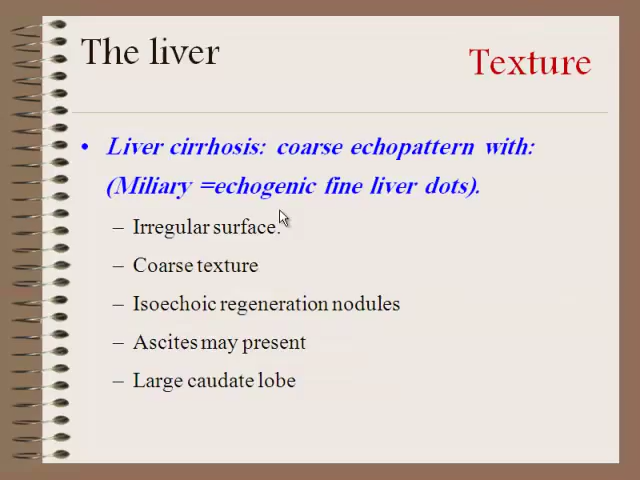 The liver
Texture
• Liver cirrhosis: coarse echopattern with:
(Miliary =echogenic fine liver dots).
– Irregular surface.
– Coarse texture
– Isoechoic regeneration nodules
– Ascites may present
– Large caudate lobe